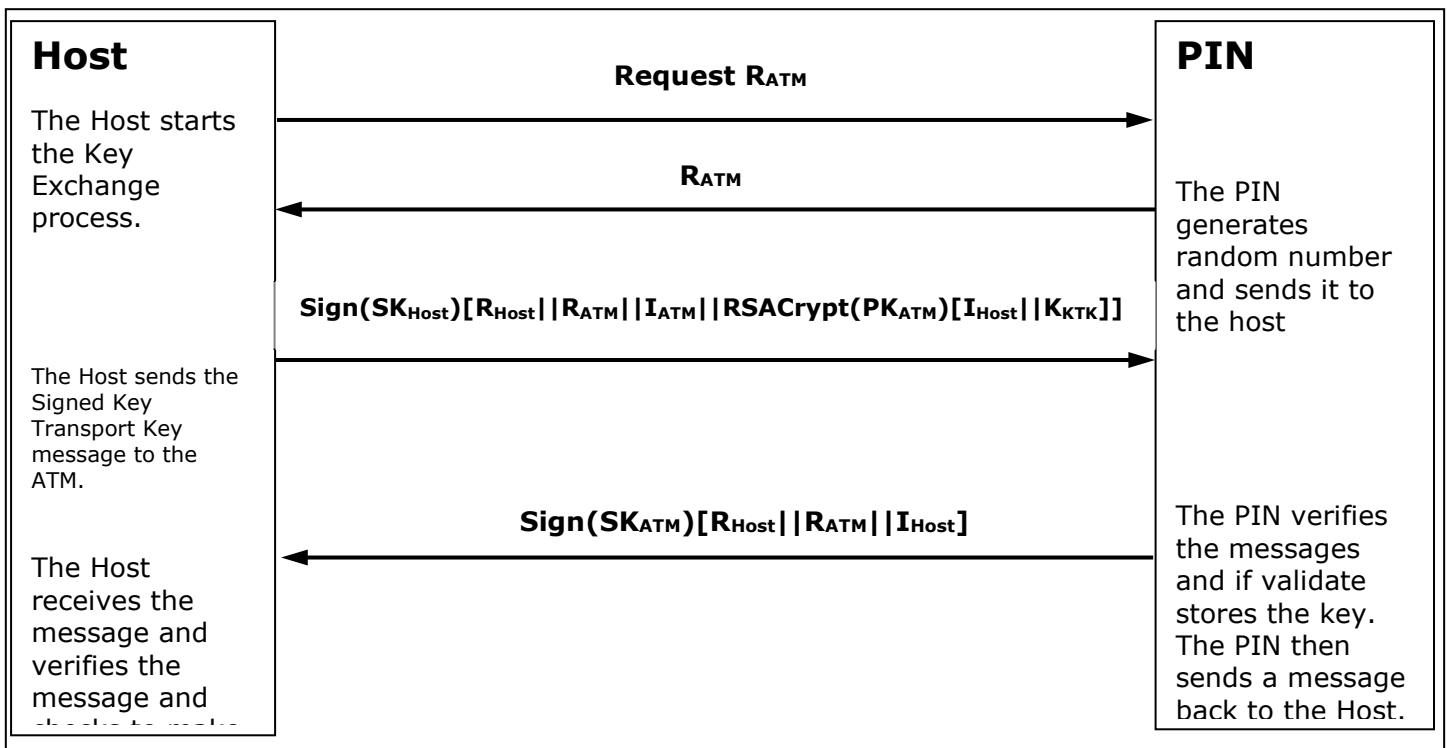 Host
The Host starts
the Key
Exchange
process.
The Host sends the
Signed Key
Transport Key
message to the
ATM.
The Host
receives the
message and
verifies the
message and
Request RATM
RATM
Sign(SKHost)[RHost||RATM||IATM||RSACrypt(PKATM)[IHost||KKTK]]
Sign(SKATM)[RHost||RATM||IHost]
PIN
The PIN
generates
random number
and sends it to
the host
The PIN verifies
the messages
and if validate
stores the key.
The PIN then
sends a message
back to the Host.